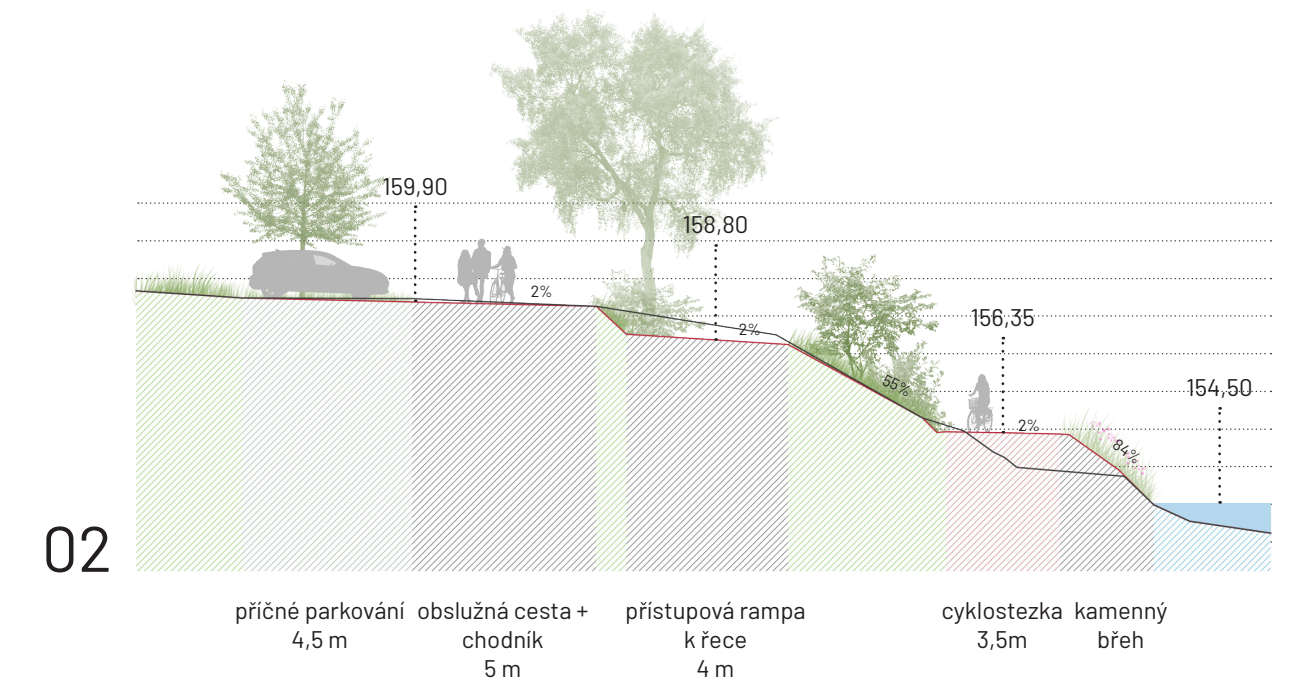 159,90
158,80
2%
2%
156,35
55%
154,50
2%
84%
02
příčné parkování
4,5 m
obslužná cesta +
chodník
5 m
přístupová rampa
k řece
4 m
cyklostezka
3,5m
kamenný
břeh